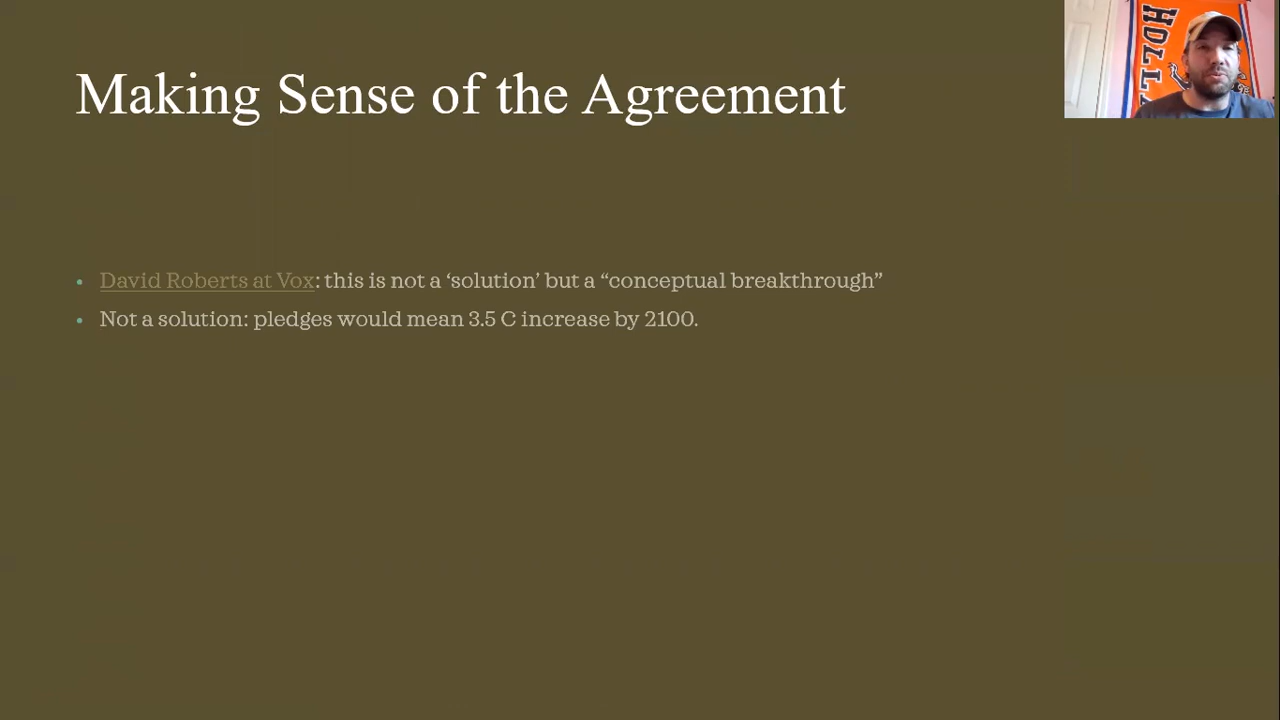 Making Sense of the Agreement
HOLL
• David Roberts at Vox: this is not a ‘solution’ but a “conceptual breakthrough”
• Not a solution: pledges would mean 3.5 C increase by 2100.